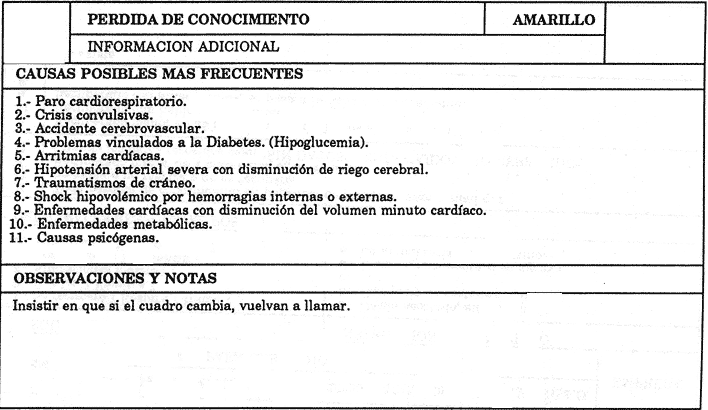 PERDIDA DE CONOCIMIENTO AMARILLO
INFORMACION ADICIONAL
CAUSAS POSIBLES MAS FRECUENTES
1.- Paro cardiorespiratorio.
2.- Crisis convulsivas.
3.- Accidente cerebrovascular.
4.- Problemas vinculados a la Diabetes. (Hipoglucemia).
5.- Arritmias cardíacas.
6.- Hipotensión arterial severa con disminución de riego cerebral.
7.- Traumatismos de cráneo.
8.- Shock hipovolémico por hemorragias internas o externas.
9.- Enfermedades cardíacas con disminución del volumen minuto cardíaco.
10.- Enfermedades metabólicas.
11.- Causas psicógenas.
OBSERVACIONES Y NOTAS
Insistir en que si el cuadro cambia, vuelvan a llamar.